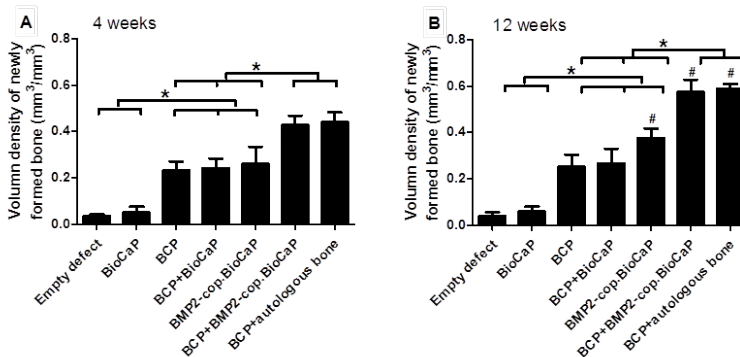 A
4 weeks
Volumn density of newly
formed bone (mm³/mm³)
0.8
0.6
0.4
0.2
0.0
*
*
Empty defect
BioCaP
BCP
BCP+BioCaP
BMP2-cop.BioCaP
BCP+BMP2-cop.BioCaP
BCP+autologous bone
B
12 weeks
Volumn density of newly
formed bone (mm³/mm³)
0.8
0.6
0.4
0.2
0.0
*
*
#
#
#
Empty defect
BioCaP
BCP
BCP+BioCaP
BMP2-cop.BioCaP
BCP+BMP2-cop.BioCaP
BCP+autologous bone